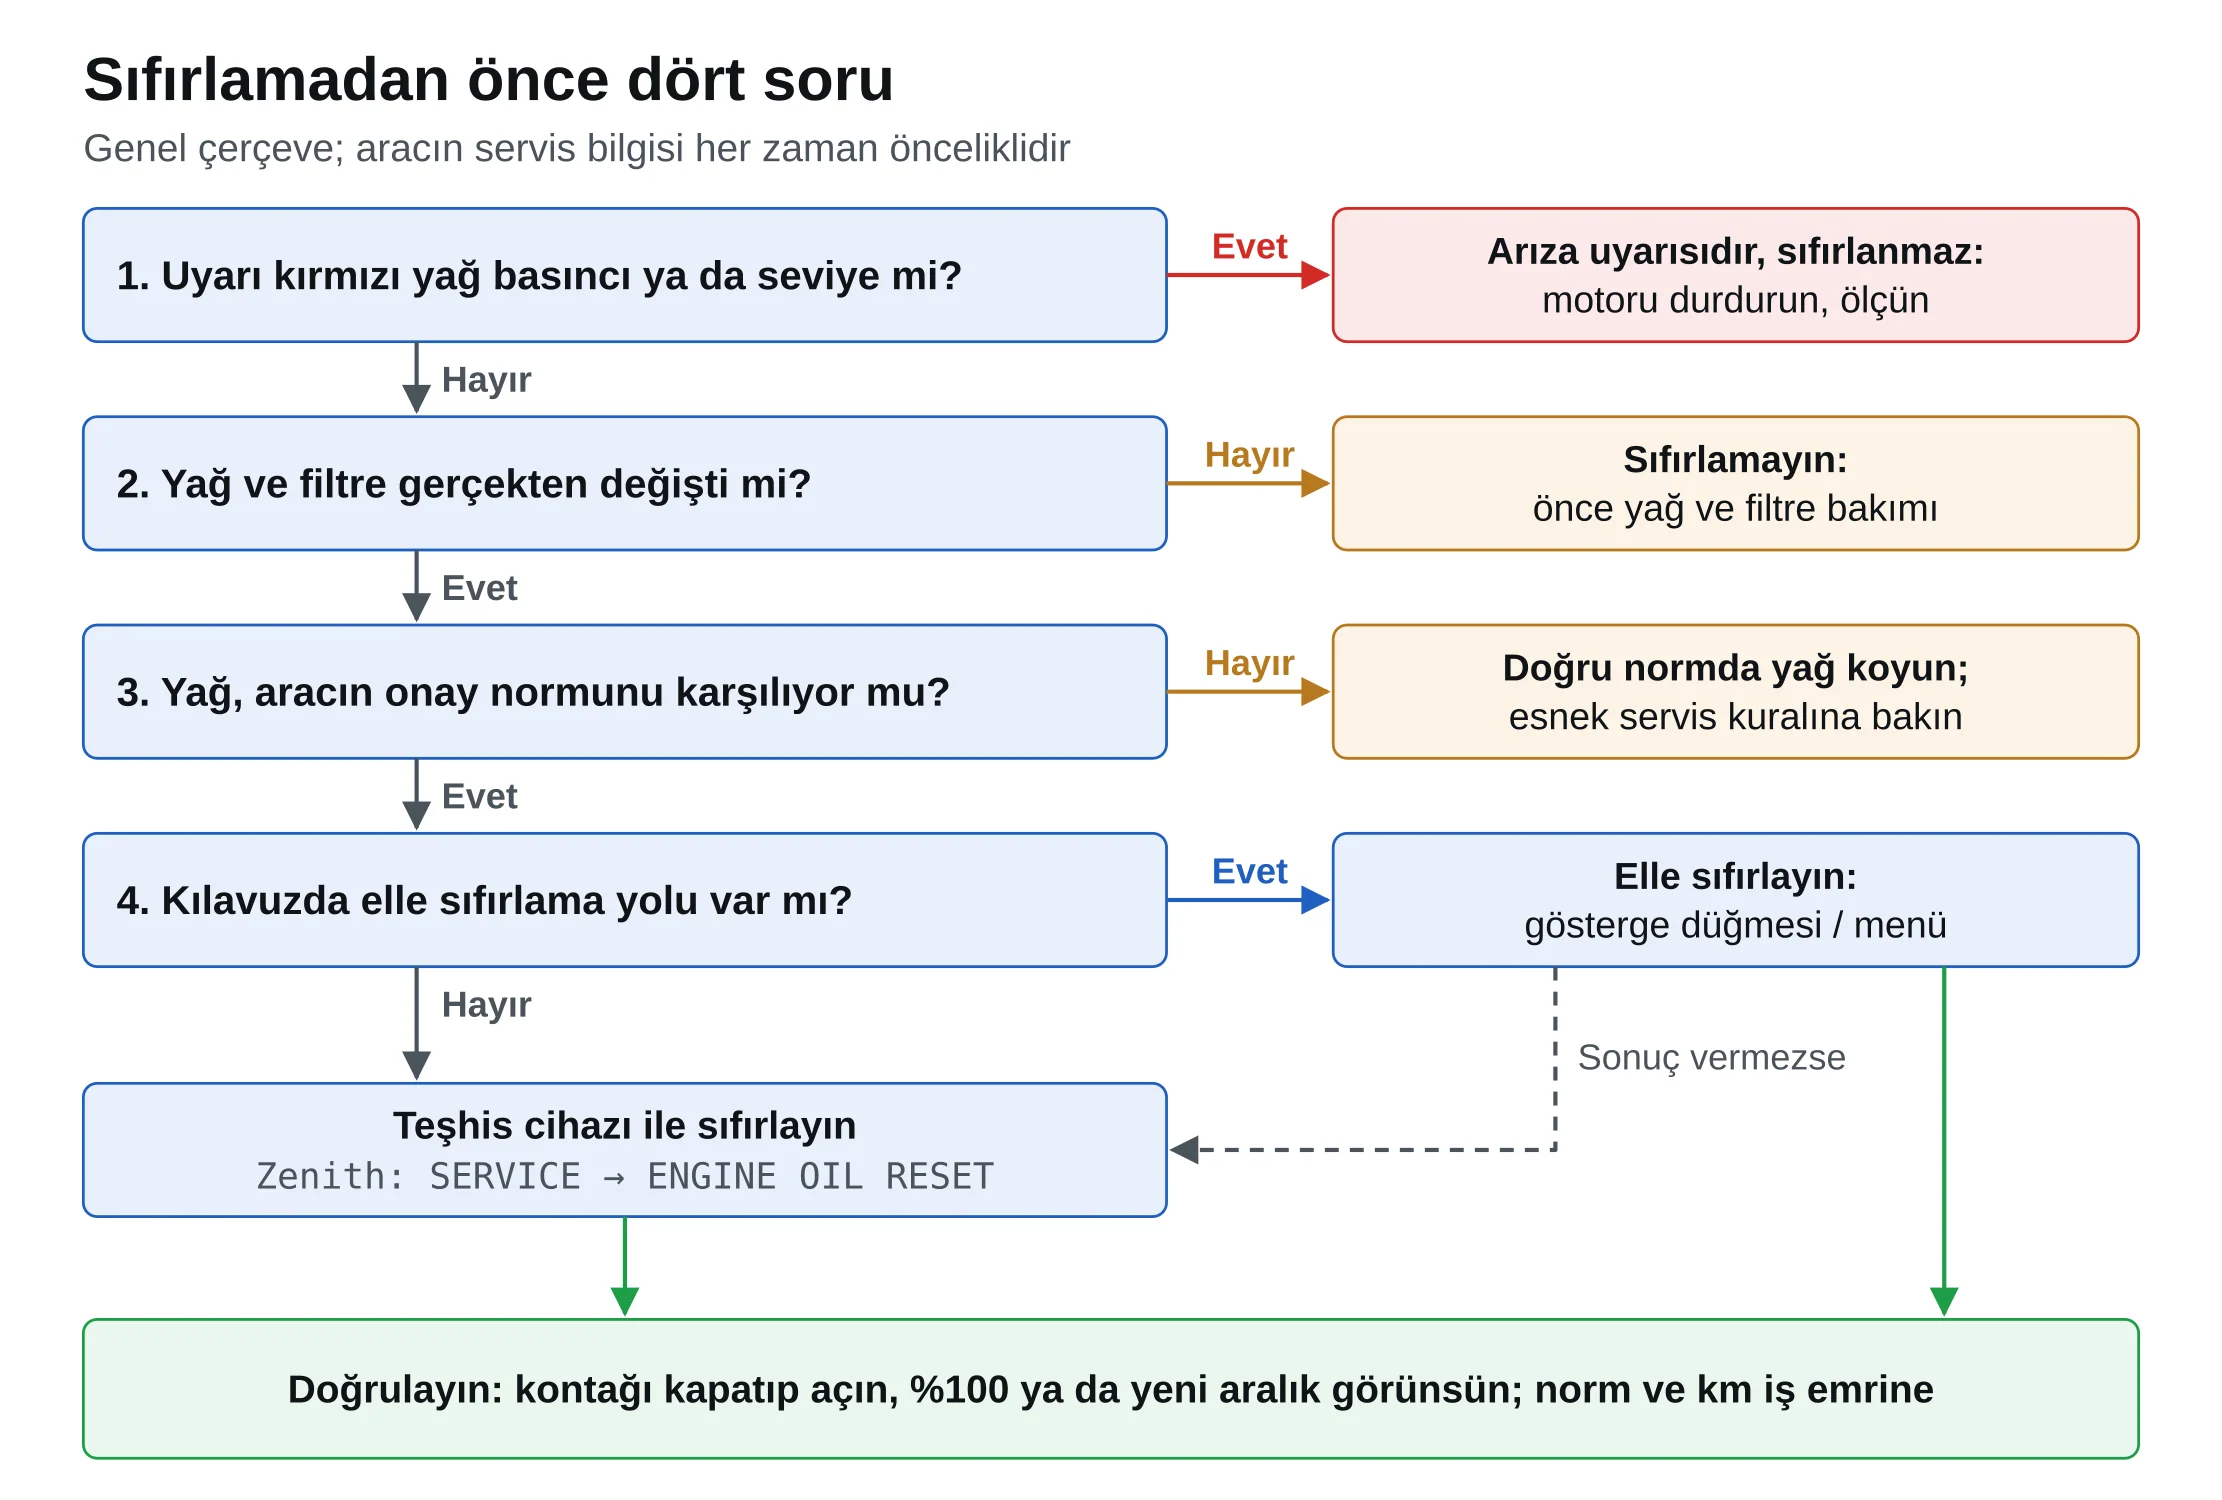 Sıfırlamadan önce dört soru
Genel çerçeve; aracın servis bilgisi her zaman önceliklidir
1. Uyarı kırmızı yağ basıncı ya da seviye mi?
Evet
Arıza uyarısıdır, sıfırlanmaz:
motoru durdurun, ölçün
Hayır
2. Yağ ve filtre gerçekten değişti mi?
Hayır
Sıfırlamayın:
önce yağ ve filtre bakımı
Evet
3. Yağ, aracın onay normunu karşılıyor mu?
Hayır
Doğru normda yağ koyun;
esnek servis kuralına bakın
Evet
4. Kılavuzda elle sıfırlama yolu var mı?
Evet
Elle sıfırlayın:
gösterge düğmesi / menü
Hayır
Sonuç vermezse
Teşhis cihazı ile sıfırlayın
Zenith: SERVICE → ENGINE OIL RESET
Doğrulayın: kontağı kapatıp açın, %100 ya da yeni aralık görünsün; norm ve km iş emrine